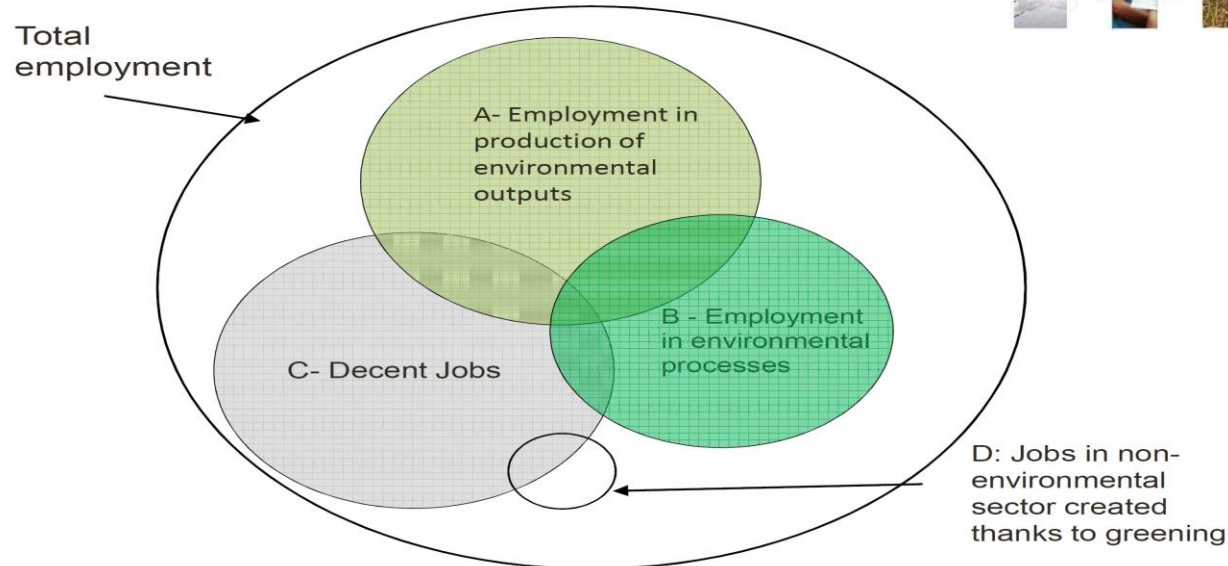 Total
employment
A- Employment in
production of
environmental
outputs
B - Employment
in environmental
processes
C- Decent Jobs
D: Jobs in non-
environmental
sector created
thanks to greening